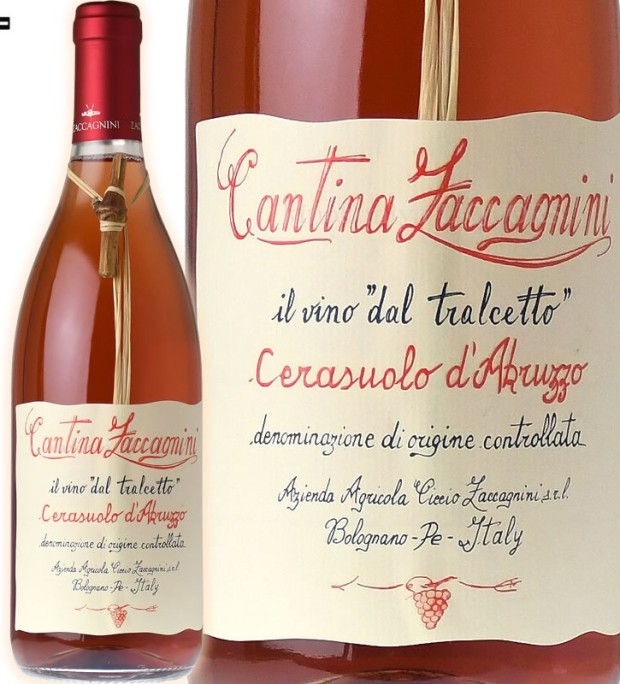 ZACCAGNINI
Cantina Zaccagnini
il vino "dal tralcetto"
Cerasuolo d'Abruzzo
denominazione di origine controllata
Azienda Agricola Ciccio Zaccagnini s.r.l.
Bolognano - Pe - Italy
Cantina Zaccagnini
il vino "dal tralcetto"
Cerasuolo d'Abruzzo
denominazione di origine controllata
Azienda Agricola "Ciccio Zaccagnini s.r.l.
Bolognano - Pe - Italy